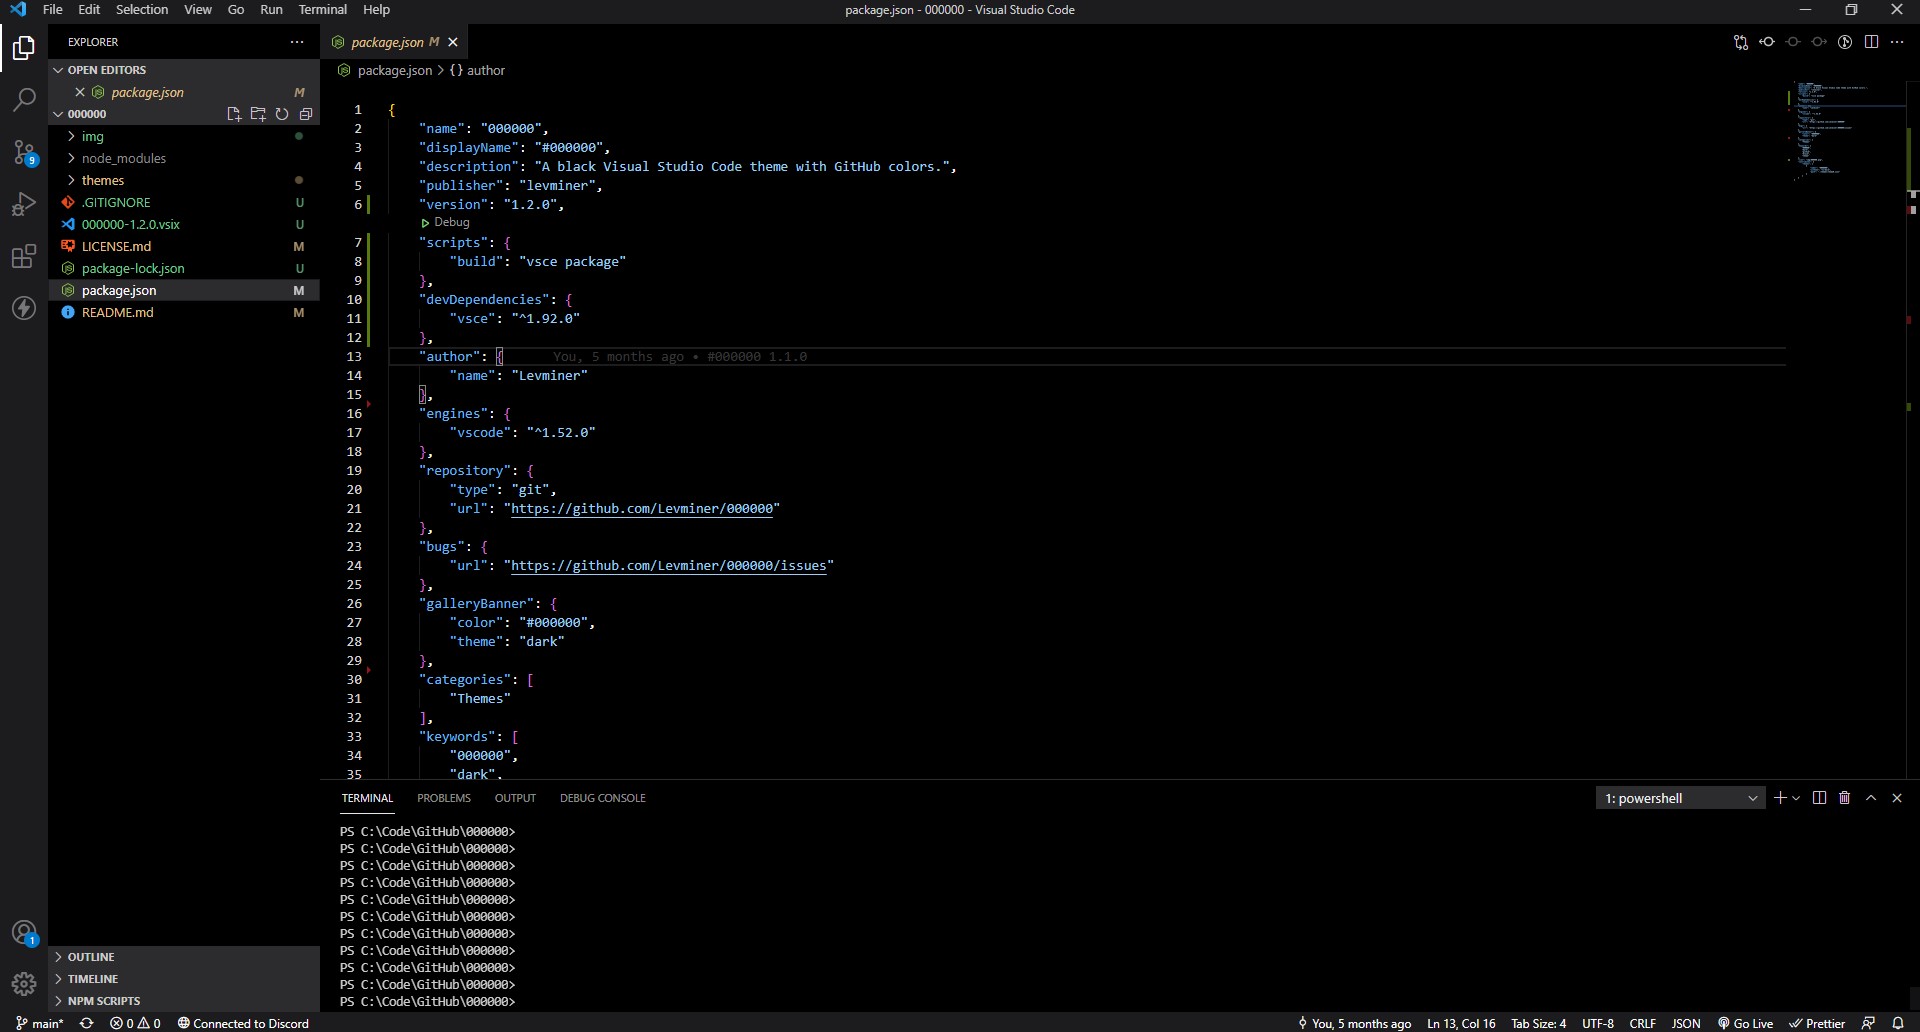 File Edit Selection View Go Run Terminal Help
package.json - 000000 - Visual Studio Code
EXPLORER
OPEN EDITORS
package.json M
000000
img
node_modules
themes
.GITIGNORE U
000000-1.2.0.vsix U
LICENSE.md M
package-lock.json U
package.json M
README.md M
9
1
OUTLINE
TIMELINE
NPM SCRIPTS
package.json M
package.json > {} author
1 {
2 "name": "000000",
3 "displayName": "#000000",
4 "description": "A black Visual Studio Code theme with GitHub colors.",
5 "publisher": "levminer",
6 "version": "1.2.0",
Debug
7 "scripts": {
8 "build": "vsce package"
9 },
10 "devDependencies": {
11 "vsce": "^1.92.0"
12 },
13 "author": { You, 5 months ago • #000000 1.1.0
14 "name": "Levminer"
15 },
16 "engines": {
17 "vscode": "^1.52.0"
18 },
19 "repository": {
20 "type": "git",
21 "url": "https://github.com/Levminer/000000"
22 },
23 "bugs": {
24 "url": "https://github.com/Levminer/000000/issues"
25 },
26 "galleryBanner": {
27 "color": "#000000",
28 "theme": "dark"
29 },
30 "categories": [
31 "Themes"
32 ],
33 "keywords": [
34 "000000",
35 "dark",
TERMINAL PROBLEMS OUTPUT DEBUG CONSOLE
1: powershell
PS C:\Code\GitHub\000000>
PS C:\Code\GitHub\000000>
PS C:\Code\GitHub\000000>
PS C:\Code\GitHub\000000>
PS C:\Code\GitHub\000000>
PS C:\Code\GitHub\000000>
PS C:\Code\GitHub\000000>
PS C:\Code\GitHub\000000>
PS C:\Code\GitHub\000000>
PS C:\Code\GitHub\000000>
PS C:\Code\GitHub\000000>
main* 0 0 Connected to Discord
You, 5 months ago Ln 13, Col 16 Tab Size: 4 UTF-8 CRLF JSON Go Live Prettier